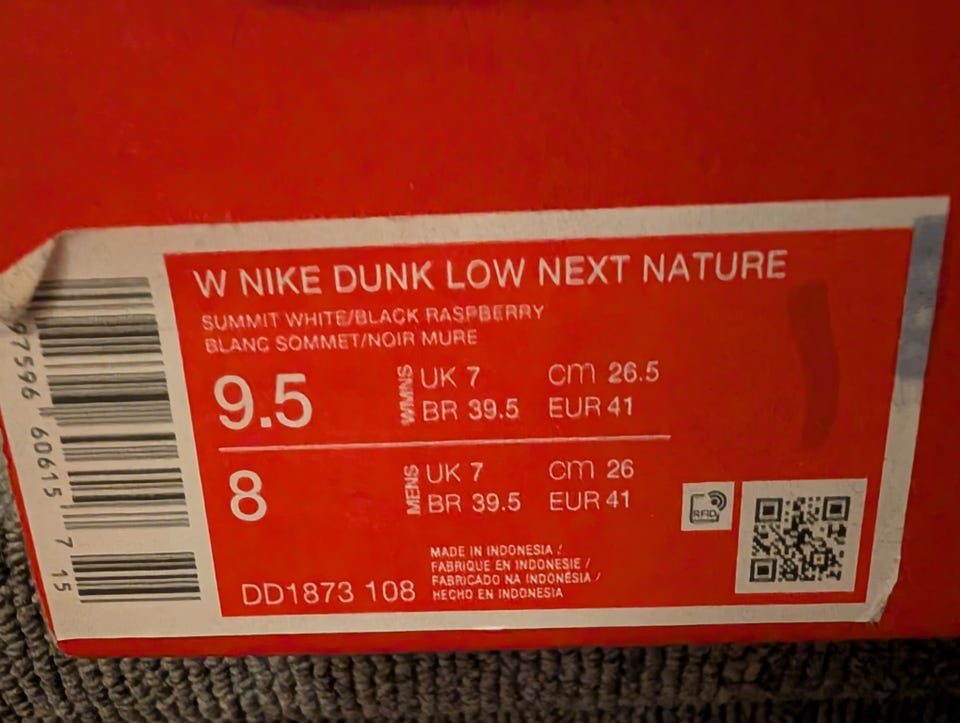 W NIKE DUNK LOW NEXT NATURE
SUMMIT WHITE/BLACK RASPBERRY
BLANC SOMMET/NOIR MURE
9.5 WMNS UK 7 cm 26.5
BR 39.5 EUR 41
8 MENS UK 7 cm 26
BR 39.5 EUR 41
RFID
MADE IN INDONESIA /
FABRIQUE EN INDONESIE /
FABRICADO NA INDONÉSIA /
HECHO EN INDONESIA
DD1873 108
97596 60615 7 15